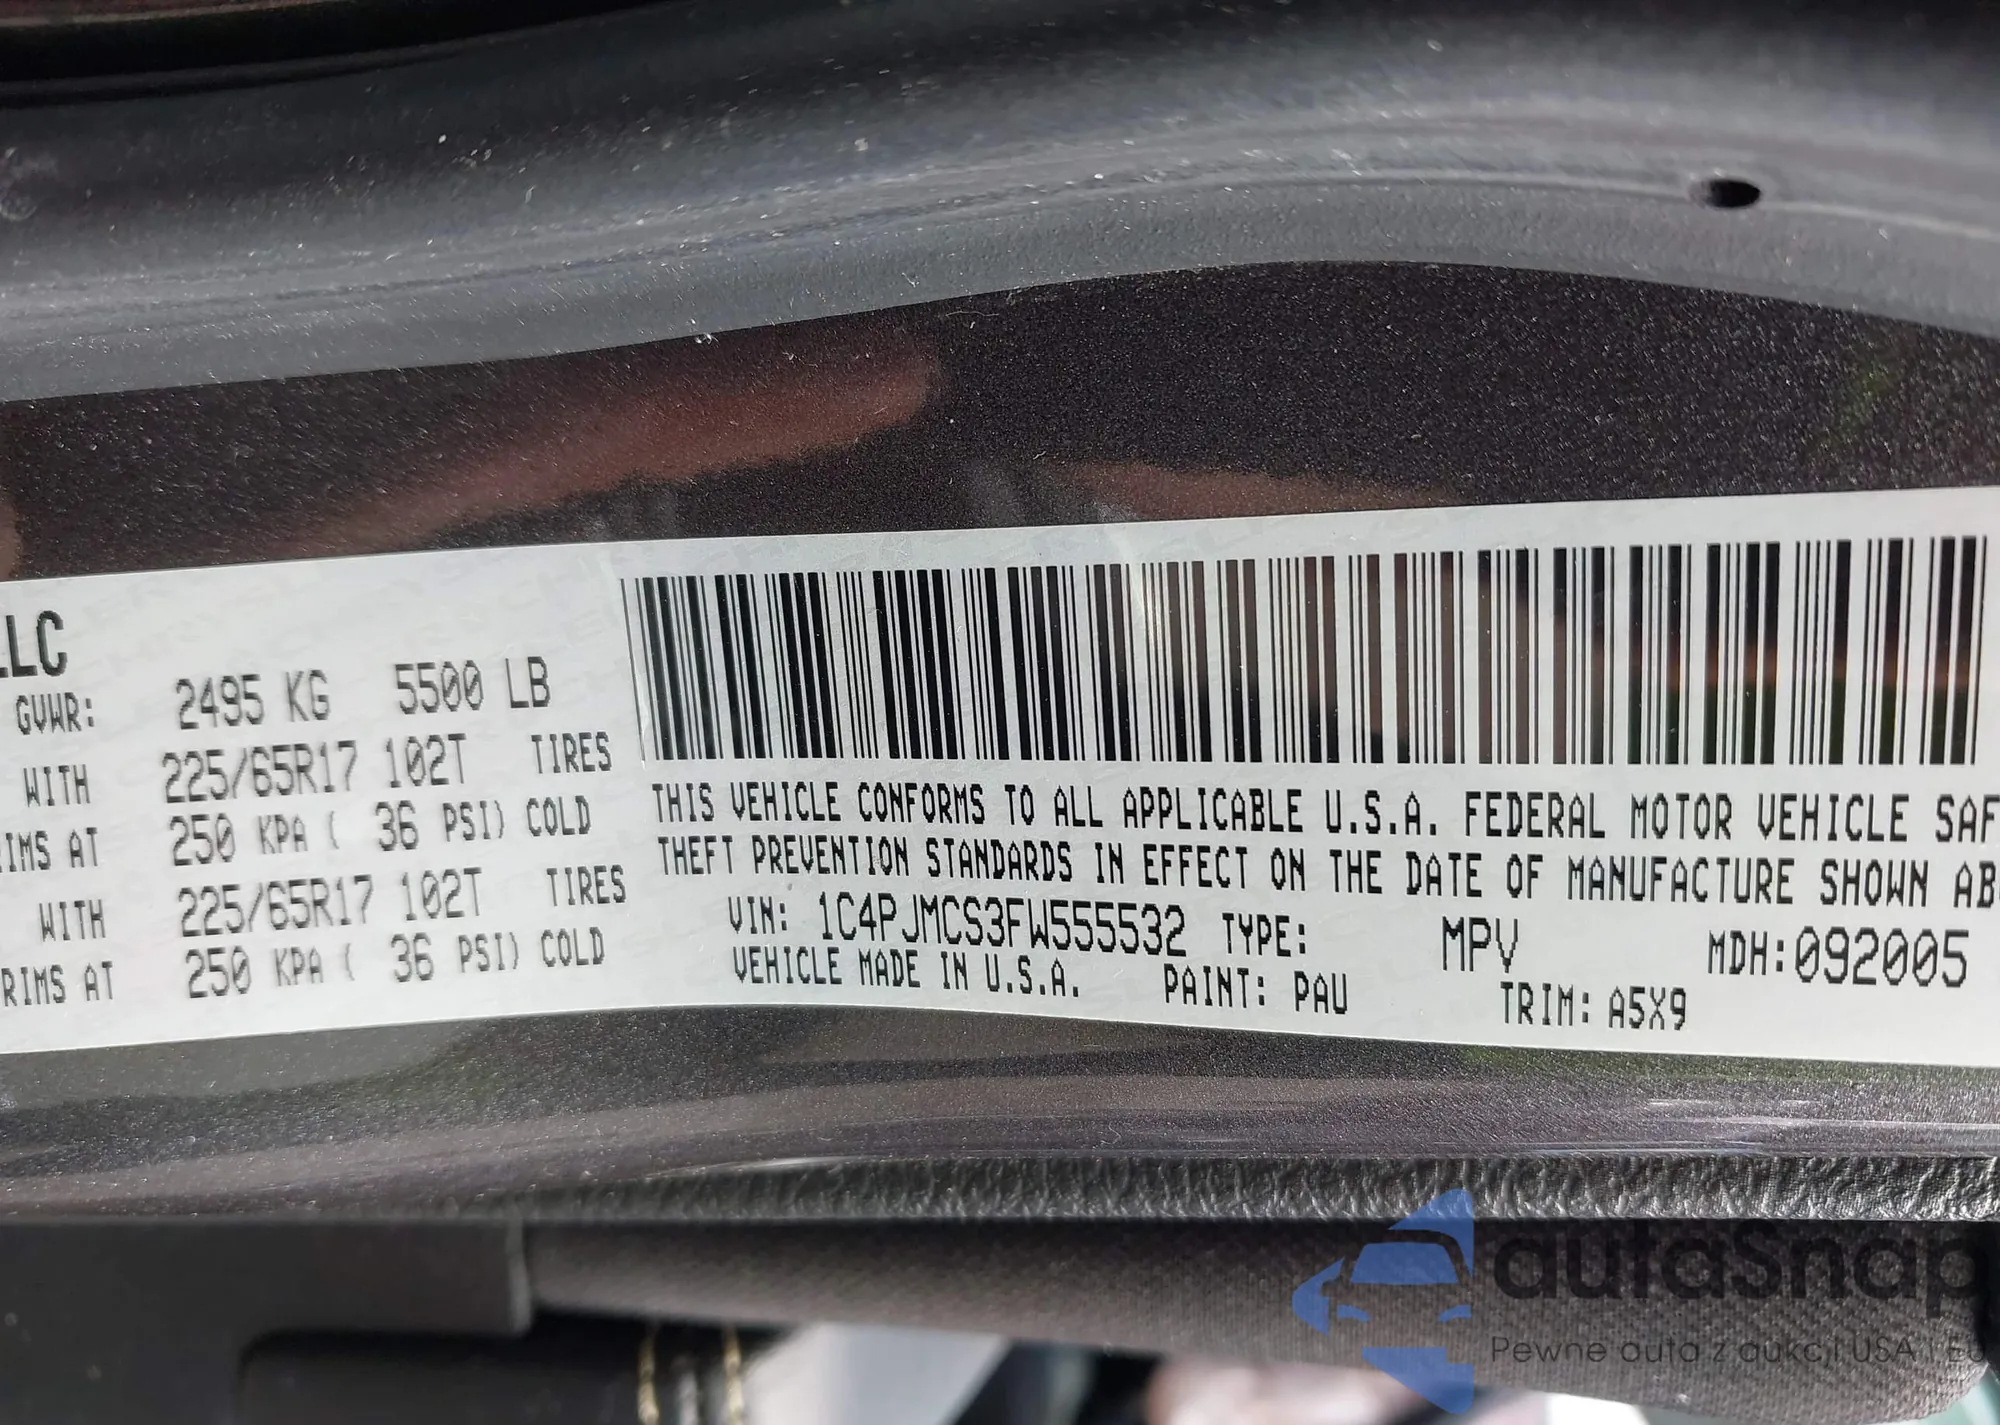 LLC
GVWR: 2495 KG 5500 LB
WITH 225/65R17 102T TIRES
RIMS AT 250 KPA ( 36 PSI) COLD
WITH 225/65R17 102T TIRES
RIMS AT 250 KPA ( 36 PSI) COLD
THIS VEHICLE CONFORMS TO ALL APPLICABLE U.S.A. FEDERAL MOTOR VEHICLE SAF
THEFT PREVENTION STANDARDS IN EFFECT ON THE DATE OF MANUFACTURE SHOWN AB
VIN: 1C4PJMCS3FW555532 TYPE: MPV MDH:092005
VEHICLE MADE IN U.S.A. PAINT: PAU TRIM: A5X9
autaSnap
Pewne auta z aukcji USA i Eu